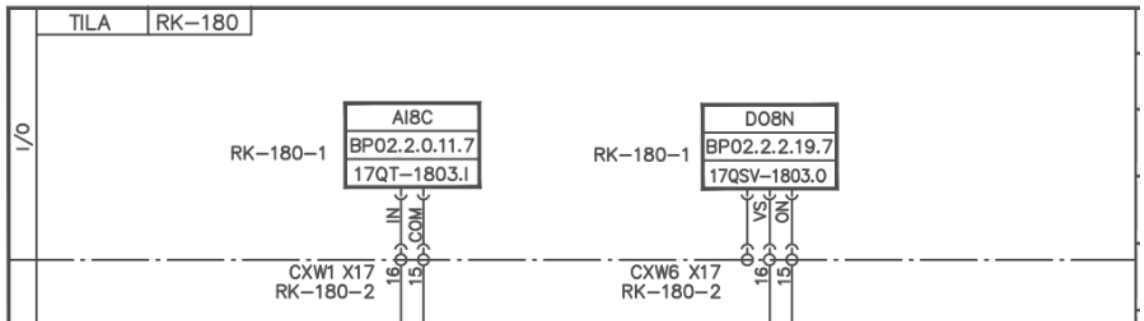 TILA RK-180
I/O
AI8C
BP02.2.0.11.7
17QT-1803.I
RK-180-1
IN
COM
CXW1 X17
RK-180-2
16
15
DO8N
BP02.2.2.19.7
17QSV-1803.O
RK-180-1
VS
ON
CXW6 X17
RK-180-2
16
15